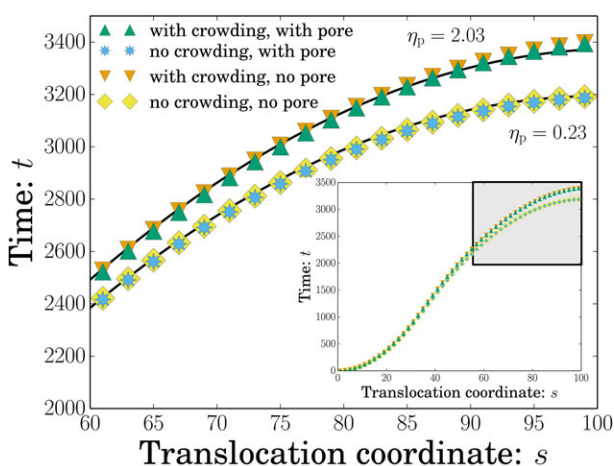 3400
3200
3000
2800
2600
2400
2200
2000
Time: t
with crowding, with pore
no crowding, with pore
with crowding, no pore
no crowding, no pore
ηp = 2.03
ηp = 0.23
3500
3000
2500
2000
1500
1000
500
0
Time: t
0 20 40 60 80 100
Translocation coordinate: s
60 65 70 75 80 85 90 95 100
Translocation coordinate: s